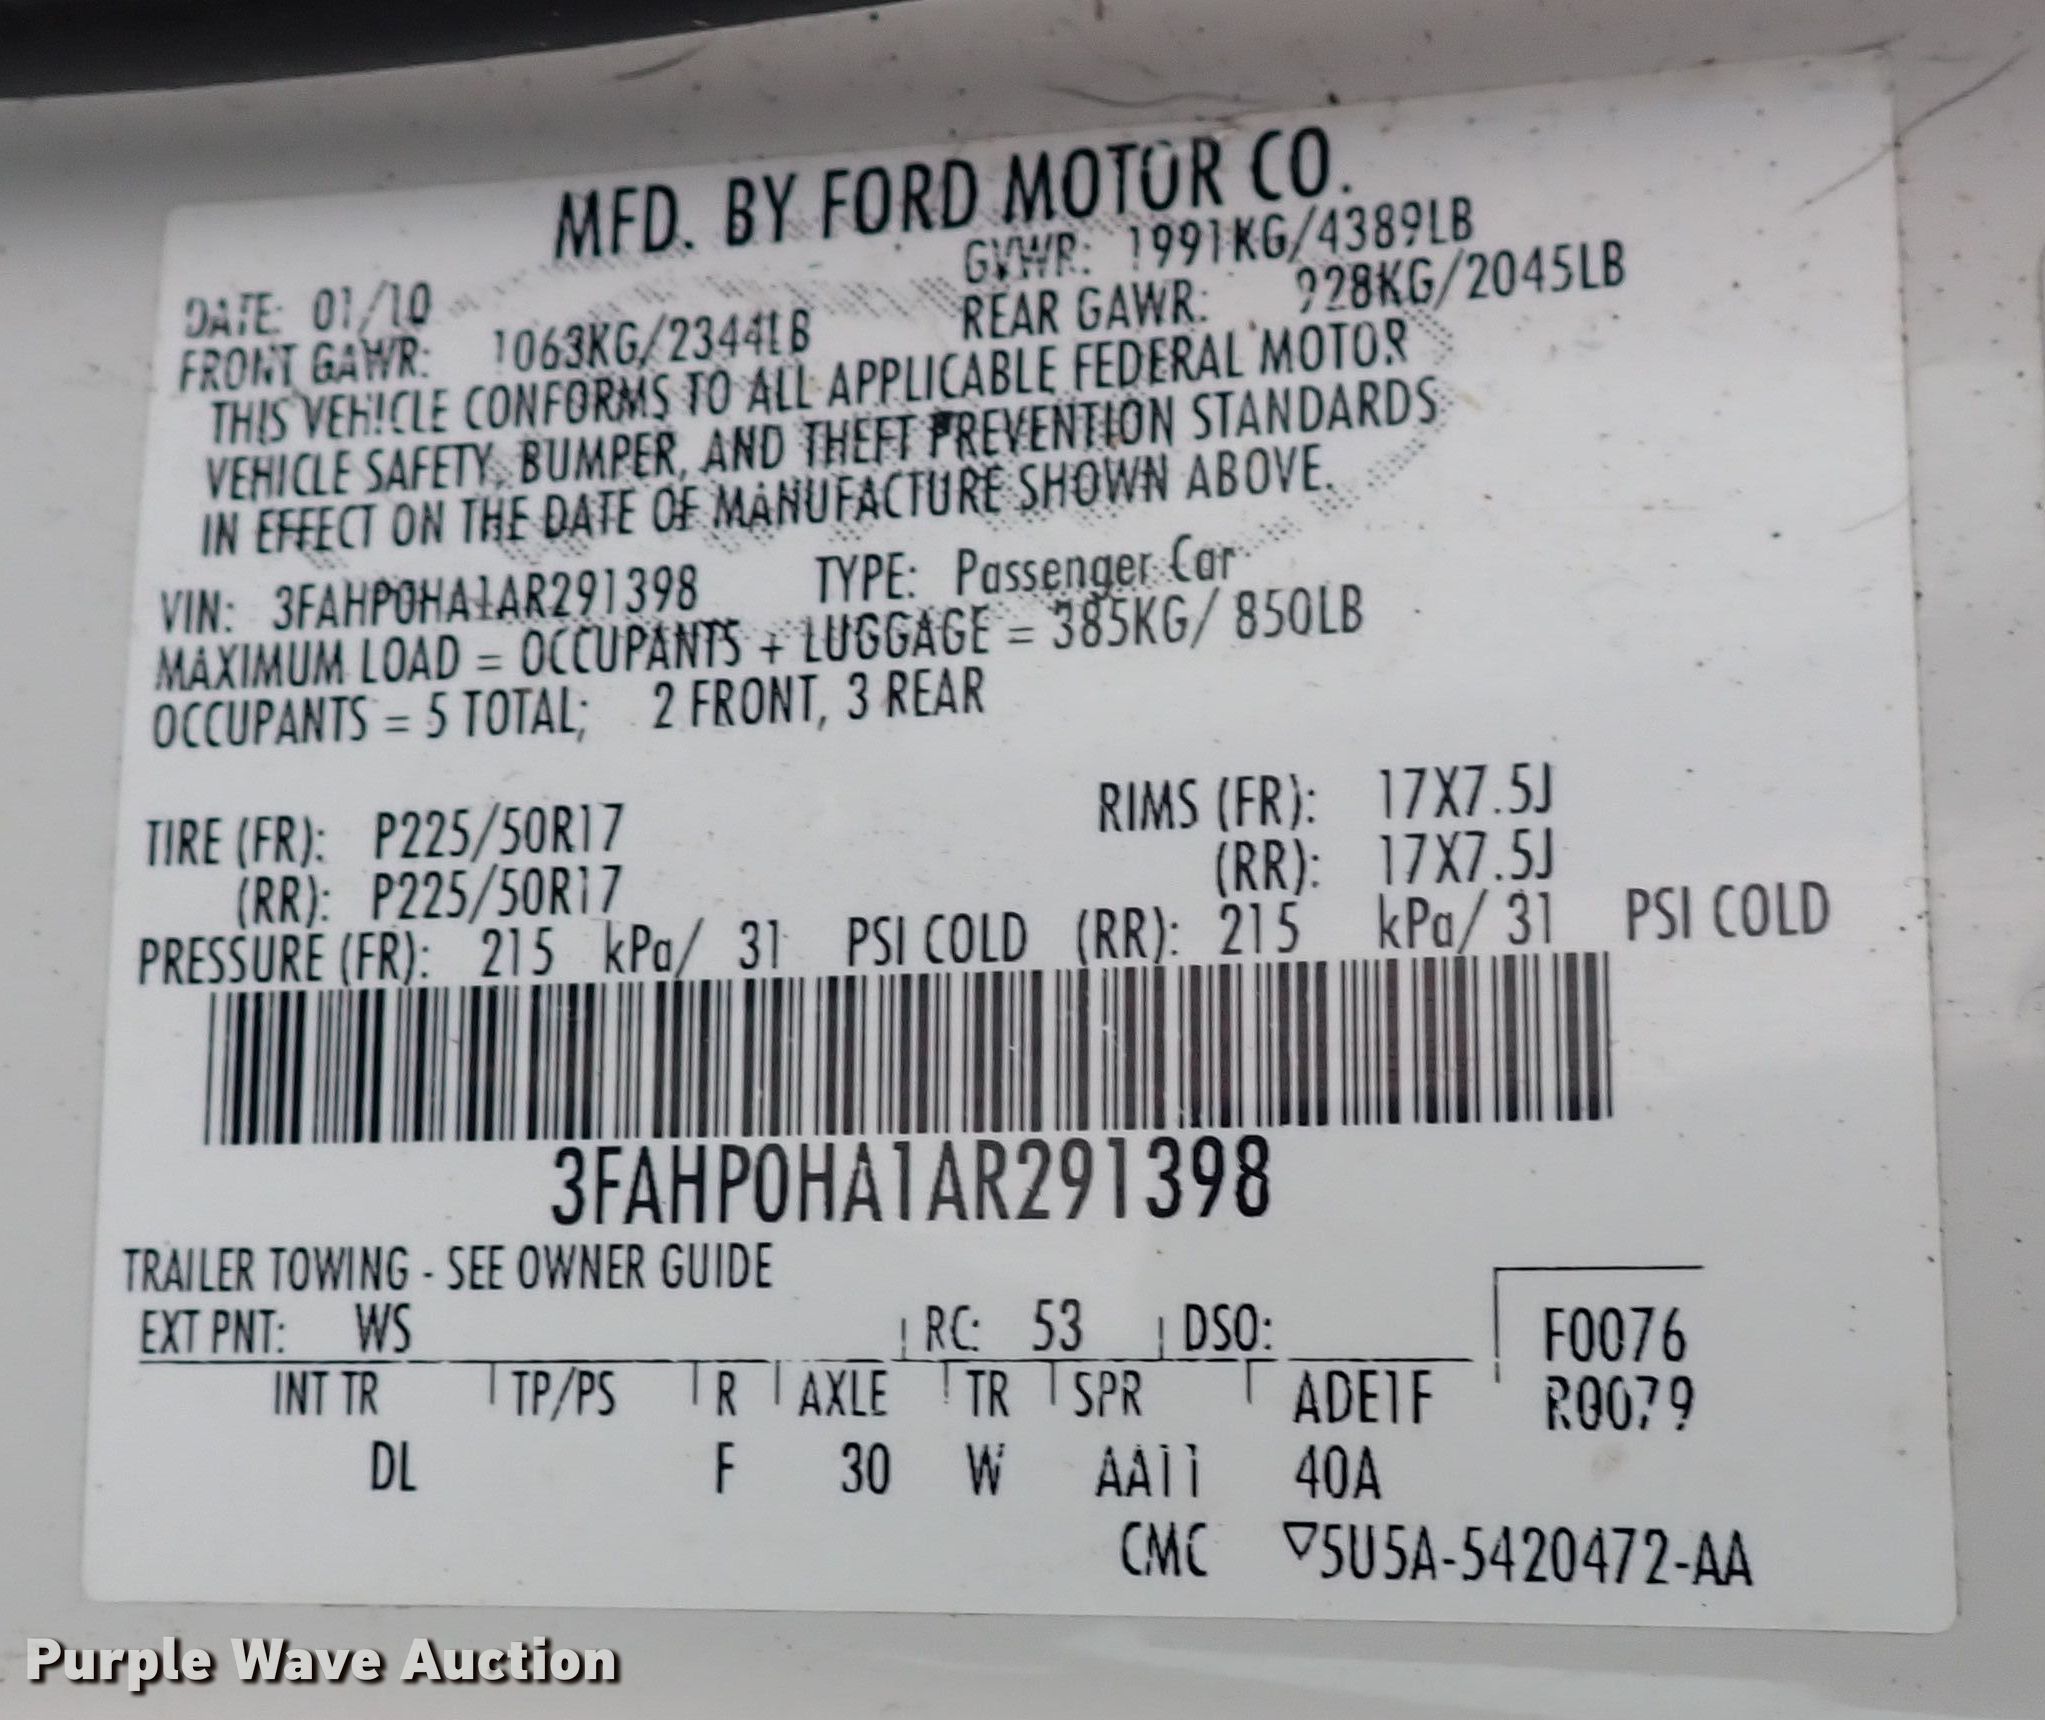 MFD. BY FORD MOTOR CO.
DATE: 01/10 GVWR: 1991KG/4389LB
FRONT GAWR: 1063KG/2344LB REAR GAWR: 928KG/2045LB
THIS VEHICLE CONFORMS TO ALL APPLICABLE FEDERAL MOTOR
VEHICLE SAFETY, BUMPER, AND THEFT PREVENTION STANDARDS
IN EFFECT ON THE DATE OF MANUFACTURE SHOWN ABOVE.
VIN: 3FAHP0HA1AR291398 TYPE: Passenger Car
MAXIMUM LOAD = OCCUPANTS + LUGGAGE = 385KG/ 850LB
OCCUPANTS = 5 TOTAL; 2 FRONT, 3 REAR
TIRE (FR): P225/50R17 RIMS (FR): 17X7.5J
(RR): P225/50R17 (RR): 17X7.5J
PRESSURE (FR): 215 kPa/ 31 PSI COLD (RR): 215 kPa/ 31 PSI COLD
3FAHP0HA1AR291398
TRAILER TOWING - SEE OWNER GUIDE
EXT PNT: WS RC: 53 DSO: F0076
INT TR TP/PS R AXLE TR SPR ADE1F R0079
DL F 30 W AA11 40A
CMC ▽5U5A-5420472-AA
Purple Wave Auction